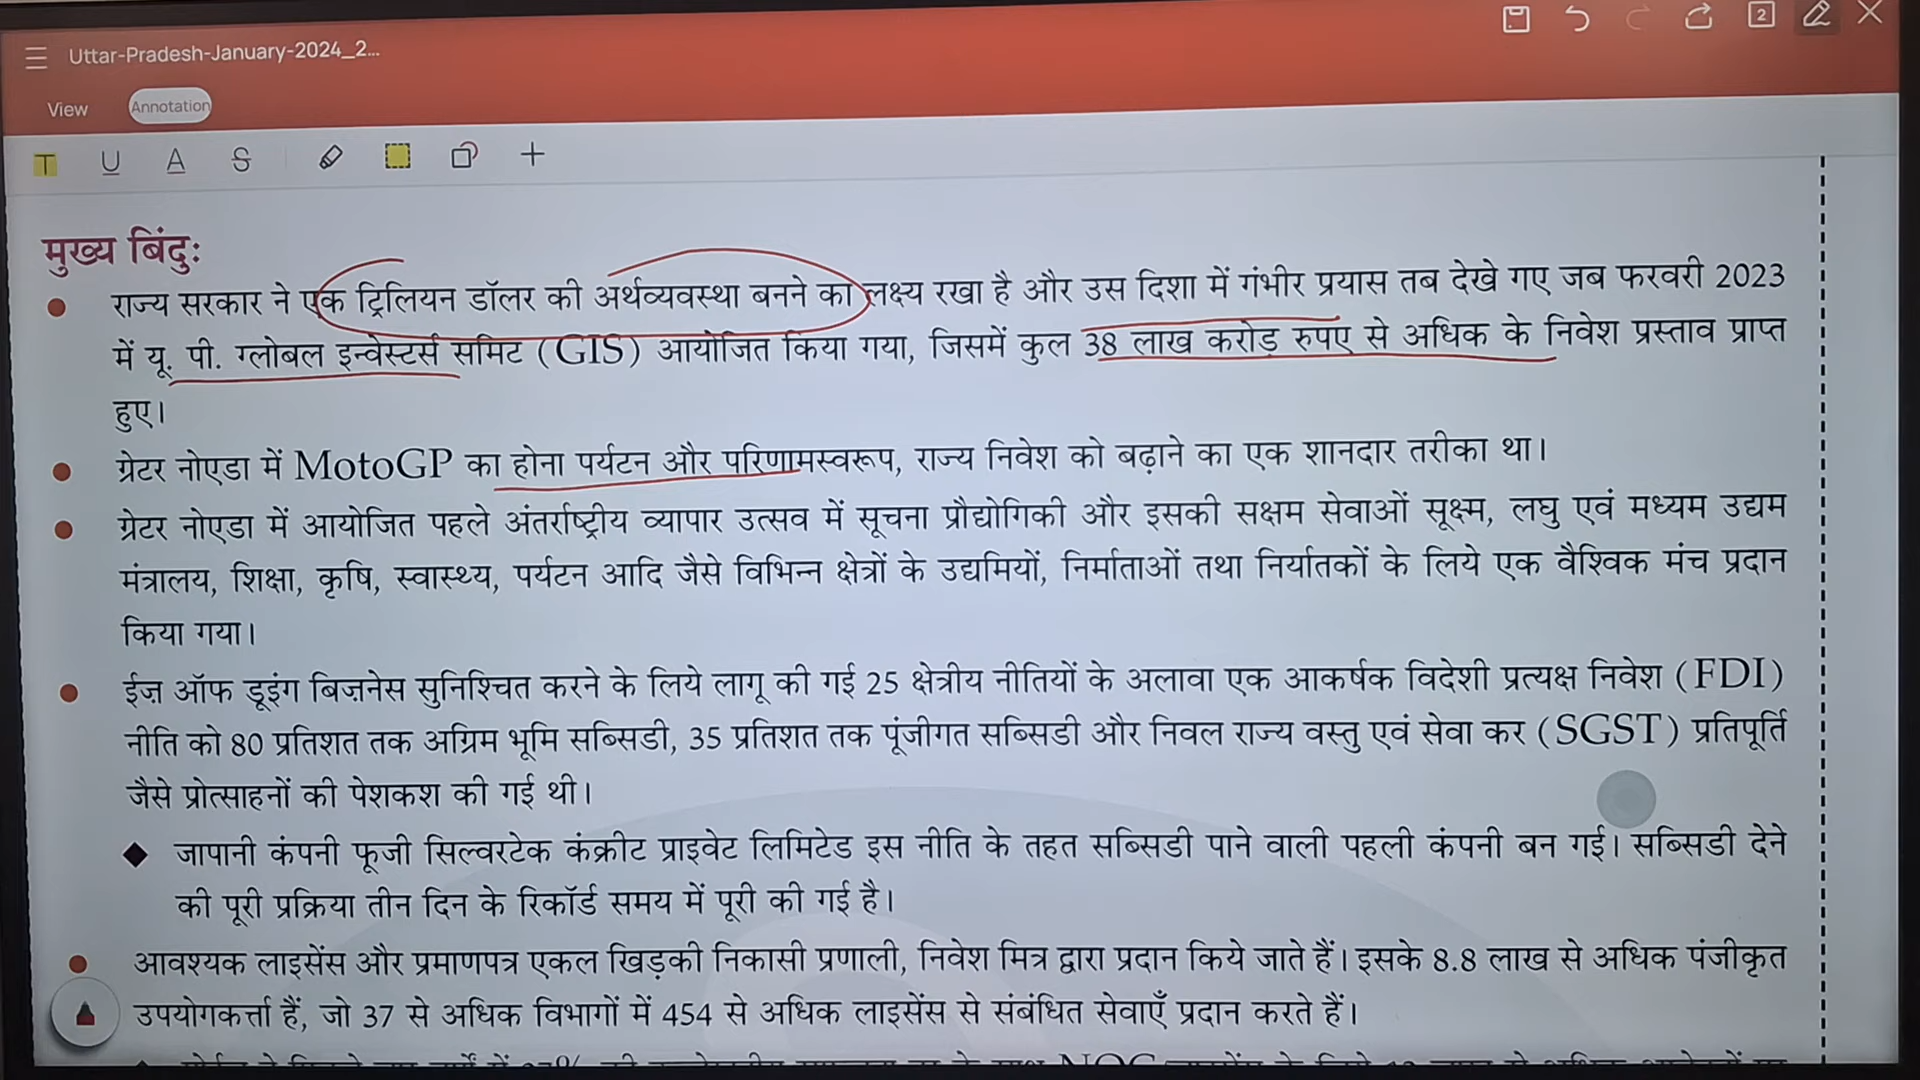 Uttar-Pradesh-January-2024_2...
2
View
Annotation
T U A S
मुख्य बिंदु:
राज्य सरकार ने एक ट्रिलियन डॉलर की अर्थव्यवस्था बनने का लक्ष्य रखा है और उस दिशा में गंभीर प्रयास तब देखे गए जब फरवरी 2023
में यू. पी. ग्लोबल इन्वेस्टर्स समिट (GIS) आयोजित किया गया, जिसमें कुल 38 लाख करोड़ रुपए से अधिक के निवेश प्रस्ताव प्राप्त
हुए।
ग्रेटर नोएडा में MotoGP का होना पर्यटन और परिणामस्वरूप, राज्य निवेश को बढ़ाने का एक शानदार तरीका था।
ग्रेटर नोएडा में आयोजित पहले अंतर्राष्ट्रीय व्यापार उत्सव में सूचना प्रौद्योगिकी और इसकी सक्षम सेवाओं सूक्ष्म, लघु एवं मध्यम उद्यम
मंत्रालय, शिक्षा, कृषि, स्वास्थ्य, पर्यटन आदि जैसे विभिन्न क्षेत्रों के उद्यमियों, निर्माताओं तथा निर्यातकों के लिये एक वैश्विक मंच प्रदान
किया गया।
ईज़ ऑफ डूइंग बिज़नेस सुनिश्चित करने के लिये लागू की गई 25 क्षेत्रीय नीतियों के अलावा एक आकर्षक विदेशी प्रत्यक्ष निवेश (FDI)
नीति को 80 प्रतिशत तक अग्रिम भूमि सब्सिडी, 35 प्रतिशत तक पूंजीगत सब्सिडी और निवल राज्य वस्तु एवं सेवा कर (SGST) प्रतिपूर्ति
जैसे प्रोत्साहनों की पेशकश की गई थी।
जापानी कंपनी फूजी सिल्वरटेक कंक्रीट प्राइवेट लिमिटेड इस नीति के तहत सब्सिडी पाने वाली पहली कंपनी बन गई। सब्सिडी देने
की पूरी प्रक्रिया तीन दिन के रिकॉर्ड समय में पूरी की गई है।
आवश्यक लाइसेंस और प्रमाणपत्र एकल खिड़की निकासी प्रणाली, निवेश मित्र द्वारा प्रदान किये जाते हैं। इसके 8.8 लाख से अधिक पंजीकृत
उपयोगकर्त्ता हैं, जो 37 से अधिक विभागों में 454 से अधिक लाइसेंस से संबंधित सेवाएँ प्रदान करते हैं।